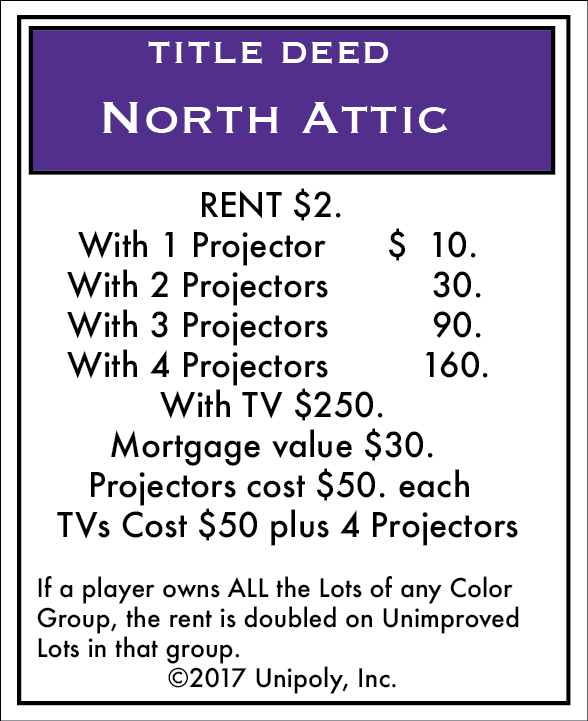 TITLE DEED
NORTH ATTIC
RENT $2.
With 1 Projector $ 10.
With 2 Projectors 30.
With 3 Projectors 90.
With 4 Projectors 160.
With TV $250.
Mortgage value $30.
Projectors cost $50. each
TVs Cost $50 plus 4 Projectors
If a player owns ALL the Lots of any Color
Group, the rent is doubled on Unimproved
Lots in that group.
©2017 Unipoly, Inc.